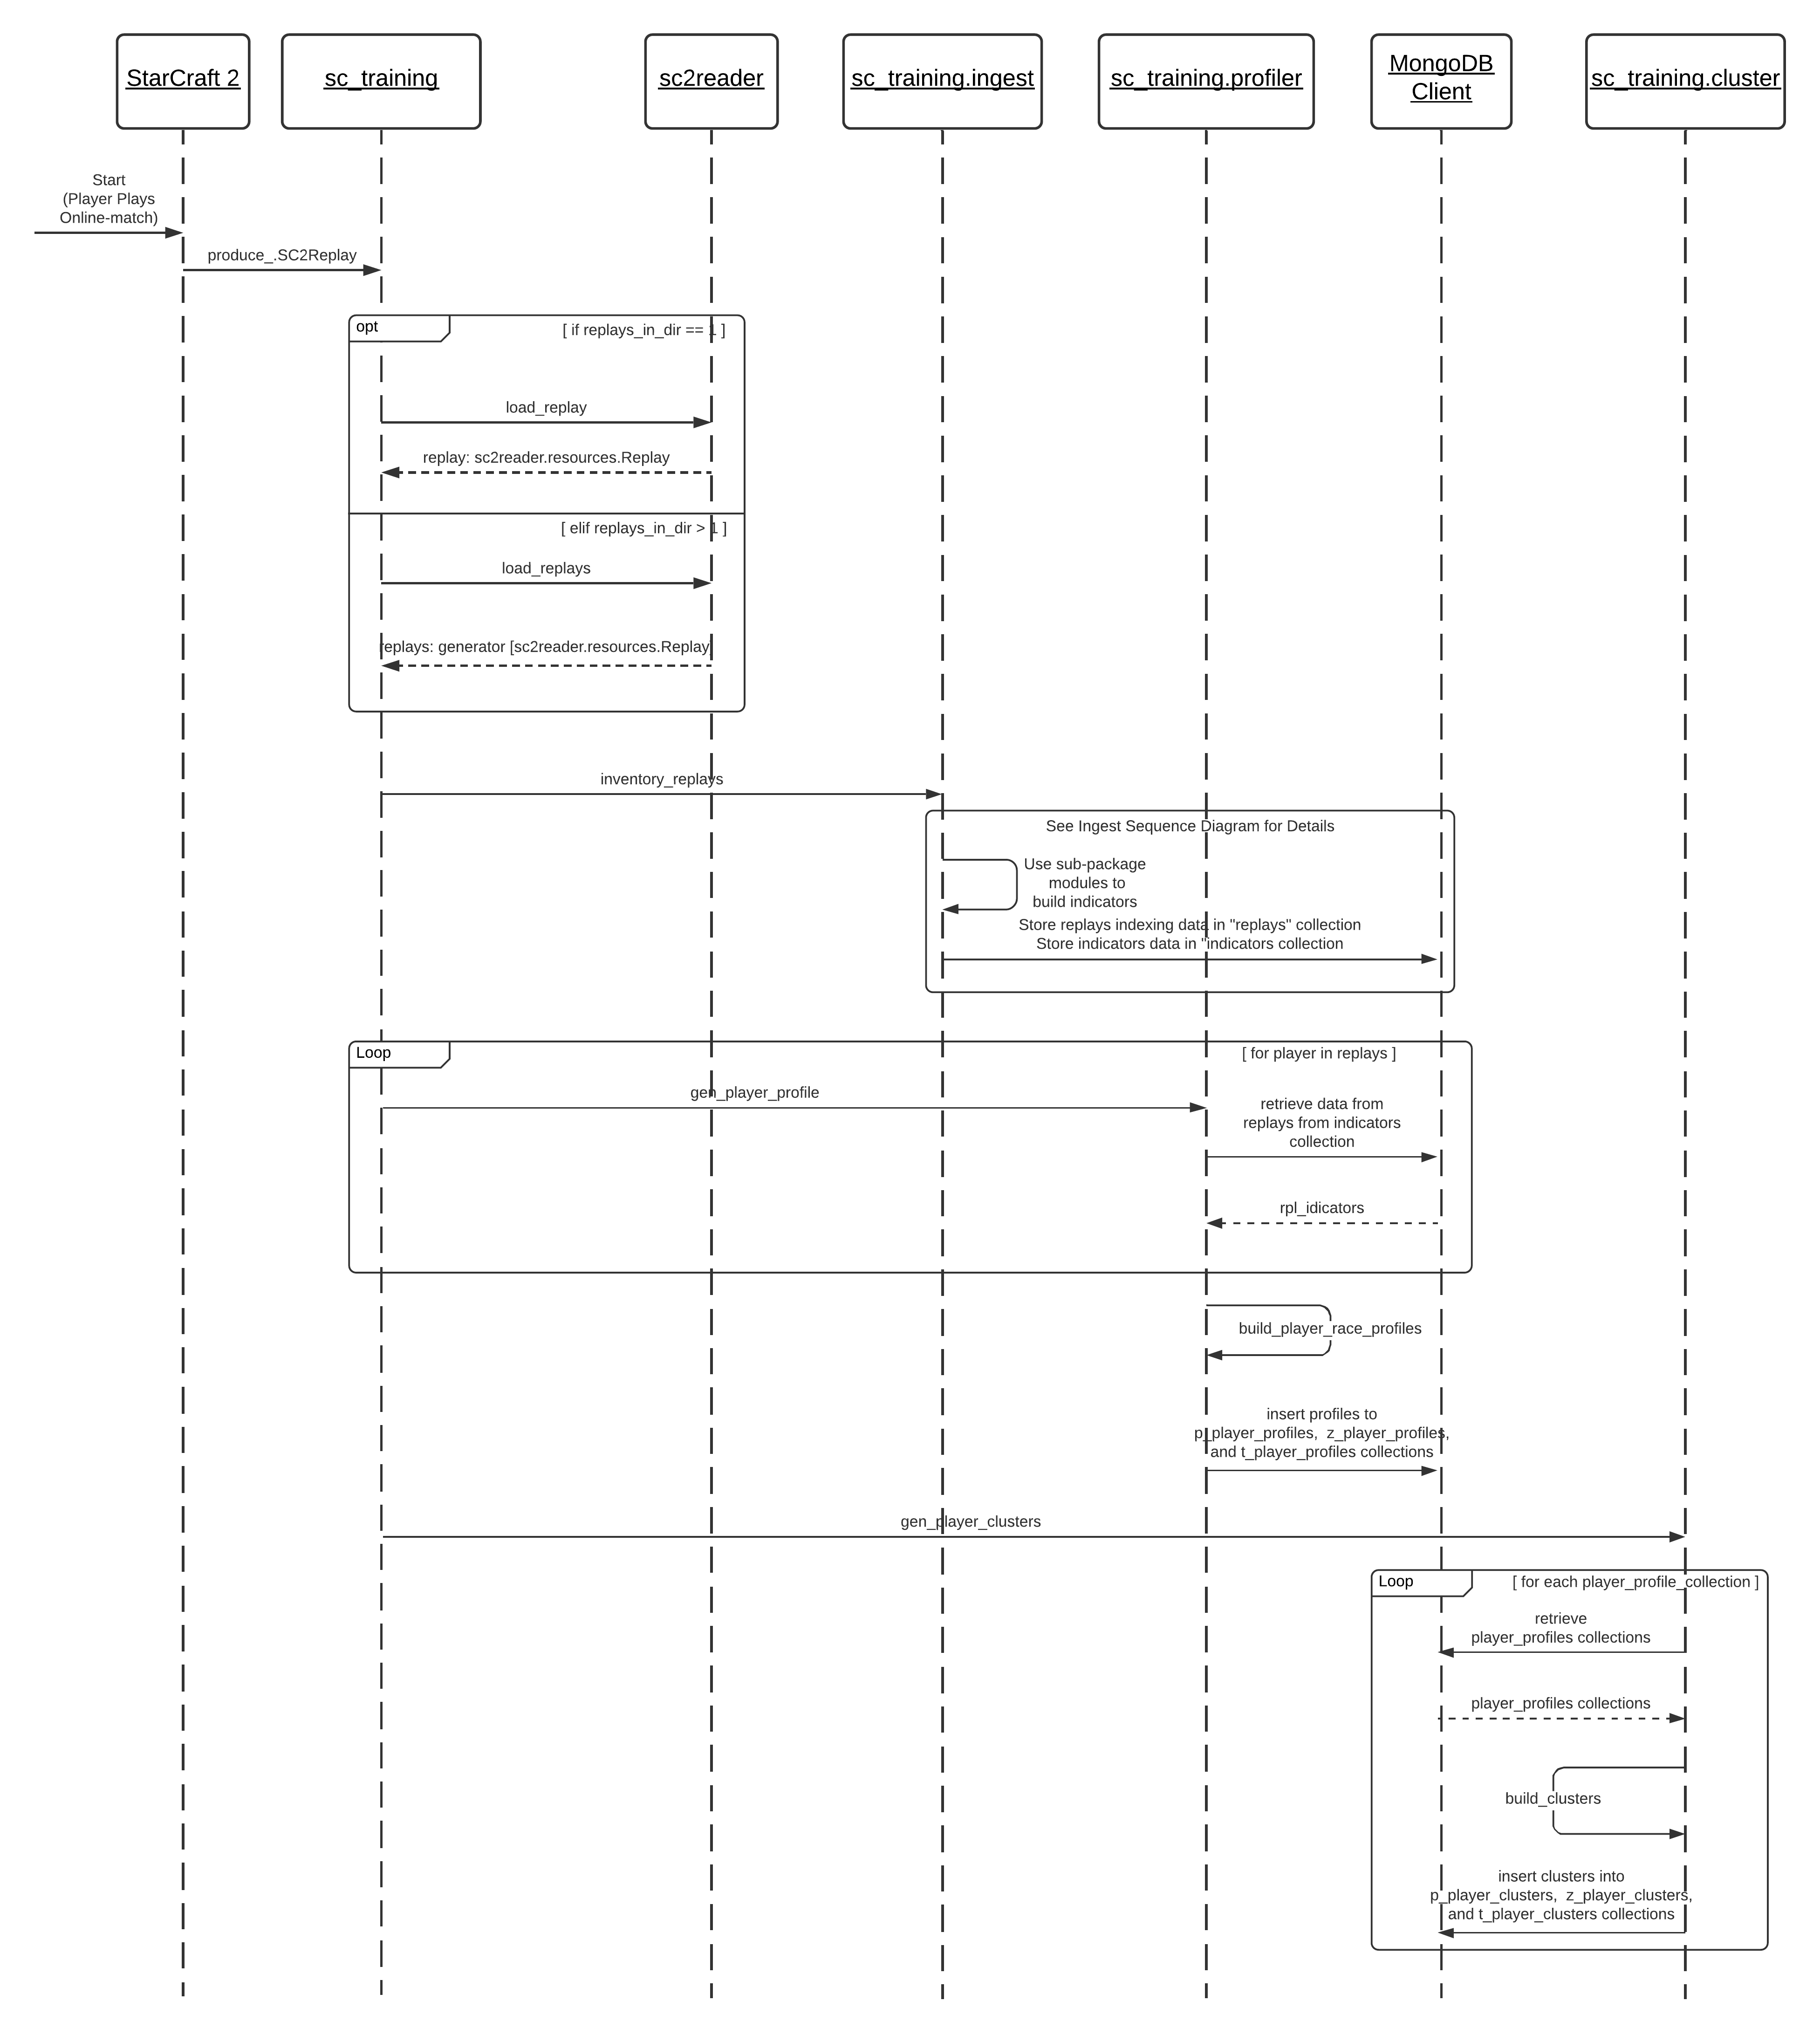 StarCraft 2
sc_training
sc2reader
sc_training.ingest
sc_training.profiler
MongoDB
Client
sc_training.cluster
Start
(Player Plays
Online-match)
produce_.SC2Replay
opt
[ if replays_in_dir == 1 ]
load_replay
replay: sc2reader.resources.Replay
[ elif replays_in_dir > 1 ]
load_replays
replays: generator [sc2reader.resources.Replay]
inventory_replays
See Ingest Sequence Diagram for Details
Use sub-package
modules to
build indicators
Store replays indexing data in "replays" collection
Store indicators data in "indicators collection
Loop
[ for player in replays ]
gen_player_profile
retrieve data from
replays from indicators
collection
rpl_idicators
build_player_race_profiles
insert profiles to
p_player_profiles,  z_player_profiles,
and t_player_profiles collections
gen_player_clusters
Loop
[ for each player_profile_collection ]
retrieve
player_profiles collections
player_profiles collections
build_clusters
insert clusters into
p_player_clusters,  z_player_clusters,
and t_player_clusters collections